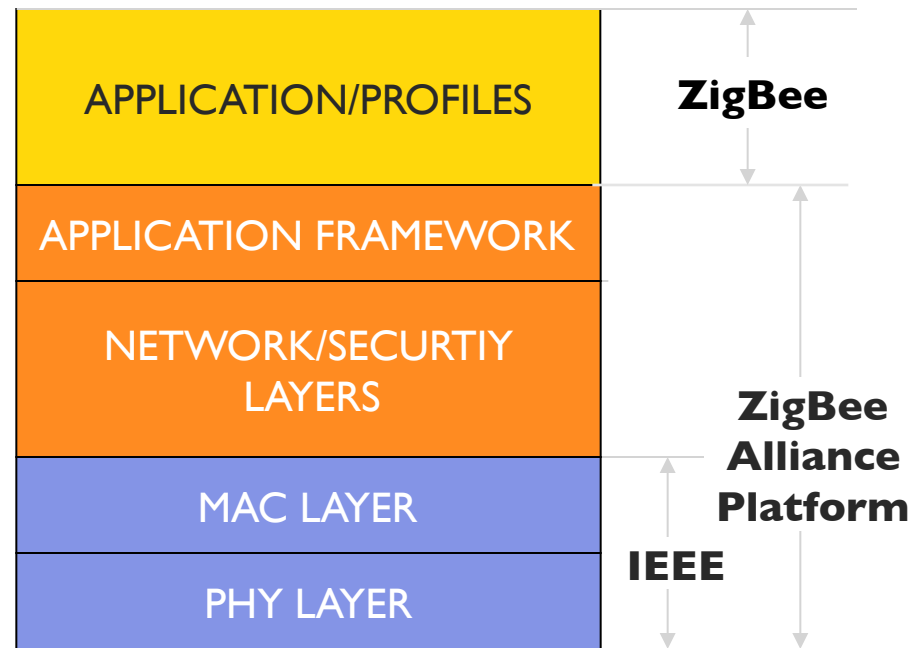 APPLICATION/PROFILES
ZigBee
APPLICATION FRAMEWORK
NETWORK/SECURTIY
LAYERS
ZigBee
Alliance
Platform
MAC LAYER
IEEE
PHY LAYER